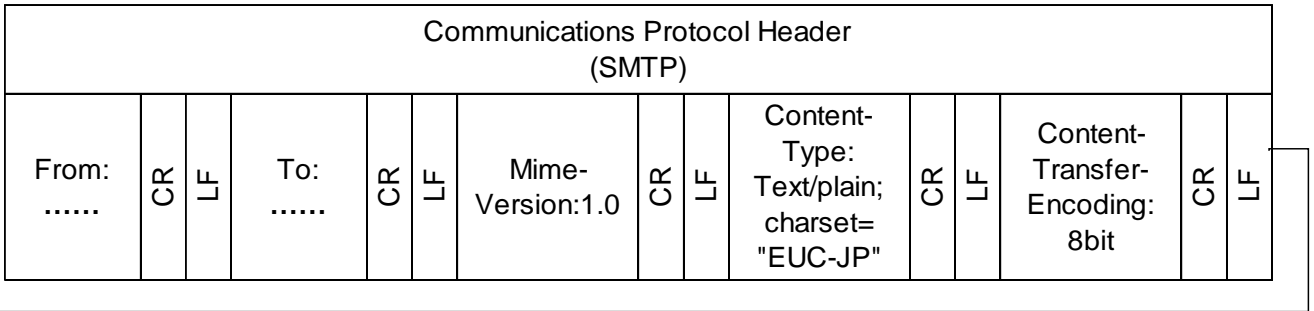 Communications Protocol Header
(SMTP)
From:
......
CR
LF
To:
......
CR
LF
Mime-
Version:1.0
CR
LF
Content-
Type:
Text/plain;
charset=
"EUC-JP"
CR
LF
Content-
Transfer-
Encoding:
8bit
CR
LF